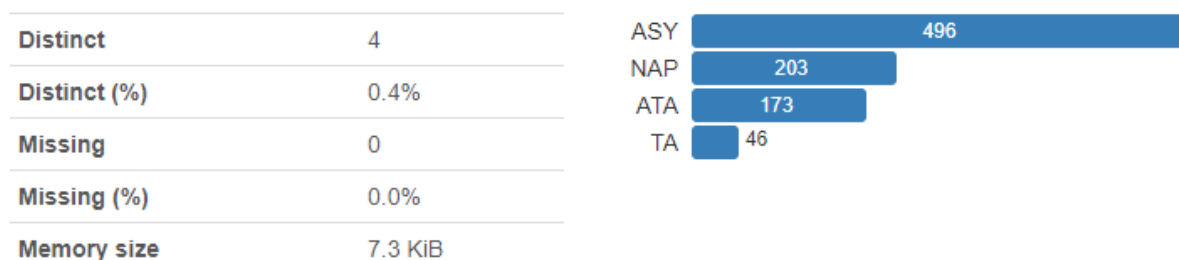 Distinct 4
Distinct (%) 0.4%
Missing 0
Missing (%) 0.0%
Memory size 7.3 KiB
ASY 496
NAP 203
ATA 173
TA 46